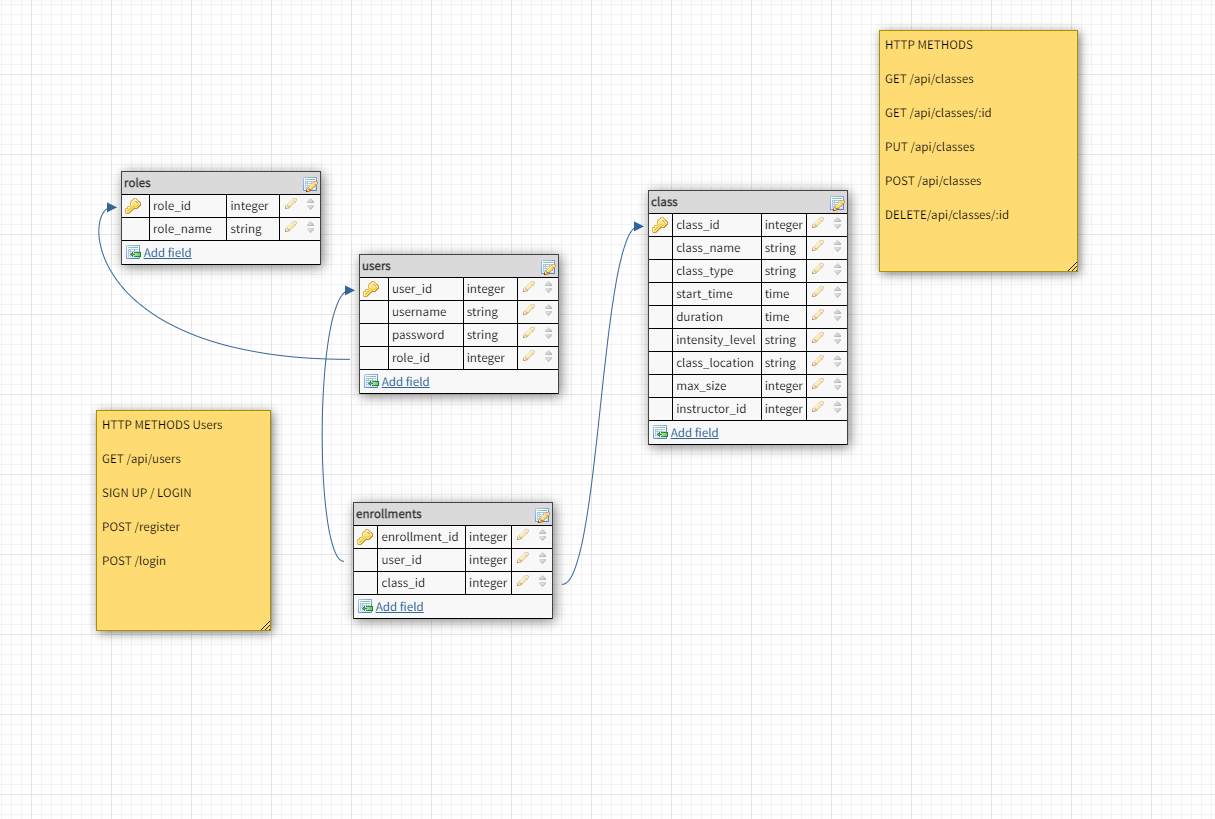 HTTP METHODS
GET /api/classes
GET /api/classes/:id
PUT /api/classes
POST /api/classes
DELETE/api/classes/:id
roles
role_id integer
role_name string
Add field
users
user_id integer
username string
password string
role_id integer
Add field
class
class_id integer
class_name string
class_type string
start_time time
duration time
intensity_level string
class_location string
max_size integer
instructor_id integer
Add field
HTTP METHODS Users
GET /api/users
SIGN UP / LOGIN
POST /register
POST /login
enrollments
enrollment_id integer
user_id integer
class_id integer
Add field